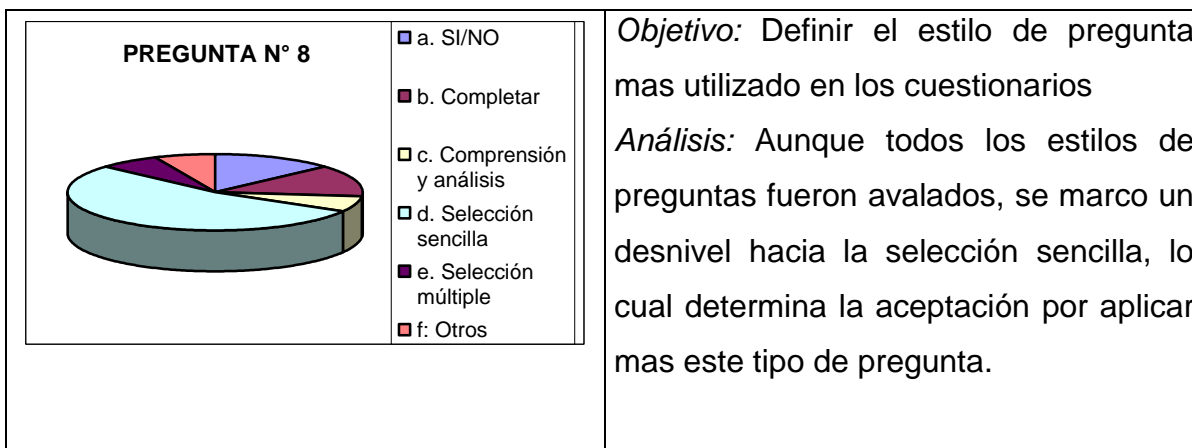 PREGUNTA N° 8
a. SI/NO
b. Completar
c. Comprensión
y análisis
d. Selección
sencilla
e. Selección
múltiple
f: Otros
Objetivo: Definir el estilo de pregunta
mas utilizado en los cuestionarios
Análisis: Aunque todos los estilos de
preguntas fueron avalados, se marco un
desnivel hacia la selección sencilla, lo
cual determina la aceptación por aplicar
mas este tipo de pregunta.